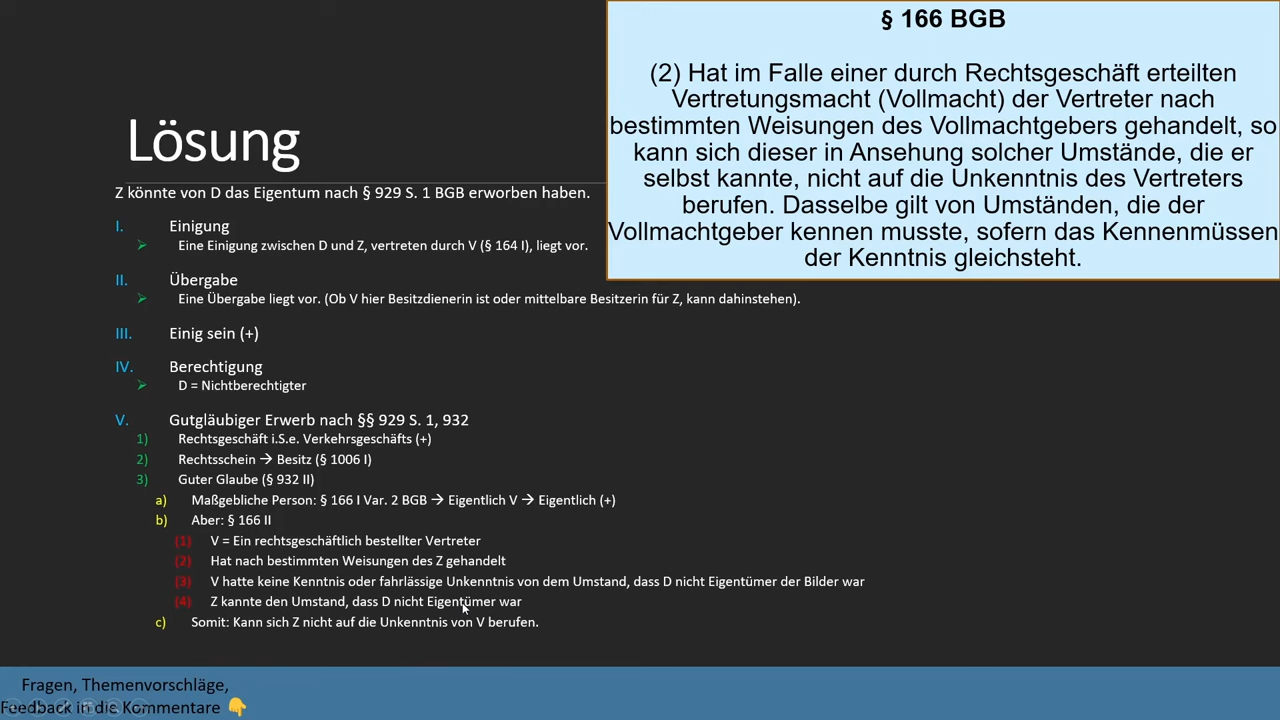 § 166 BGB
(2) Hat im Falle einer durch Rechtsgeschäft erteilten
Vertretungsmacht (Vollmacht) der Vertreter nach
bestimmten Weisungen des Vollmachtgebers gehandelt, so
kann sich dieser in Ansehung solcher Umstände, die er
selbst kannte, nicht auf die Unkenntnis des Vertreters
berufen. Dasselbe gilt von Umständen, die der
Vollmachtgeber kennen musste, sofern das Kennenmüssen
der Kenntnis gleichsteht.
Lösung
Z könnte von D das Eigentum nach § 929 S. 1 BGB erworben haben.
I. Einigung
Eine Einigung zwischen D und Z, vertreten durch V (§ 164 I), liegt vor.
II. Übergabe
Eine Übergabe liegt vor. (Ob V hier Besitzdienerin ist oder mittelbare Besitzerin für Z, kann dahinstehen).
III. Einig sein (+)
IV. Berechtigung
D = Nichtberechtigter
V. Gutgläubiger Erwerb nach §§ 929 S. 1, 932
1) Rechtsgeschäft i.S.e. Verkehrsgeschäfts (+)
2) Rechtsschein → Besitz (§ 1006 I)
3) Guter Glaube (§ 932 II)
a) Maßgebliche Person: § 166 I Var. 2 BGB → Eigentlich V → Eigentlich (+)
b) Aber: § 166 II
(1) V = Ein rechtsgeschäftlich bestellter Vertreter
(2) Hat nach bestimmten Weisungen des Z gehandelt
(3) V hatte keine Kenntnis oder fahrlässige Unkenntnis von dem Umstand, dass D nicht Eigentümer der Bilder war
(4) Z kannte den Umstand, dass D nicht Eigentümer war
c) Somit: Kann sich Z nicht auf die Unkenntnis von V berufen.
Fragen, Themenvorschläge,
Feedback in die Kommentare 👇